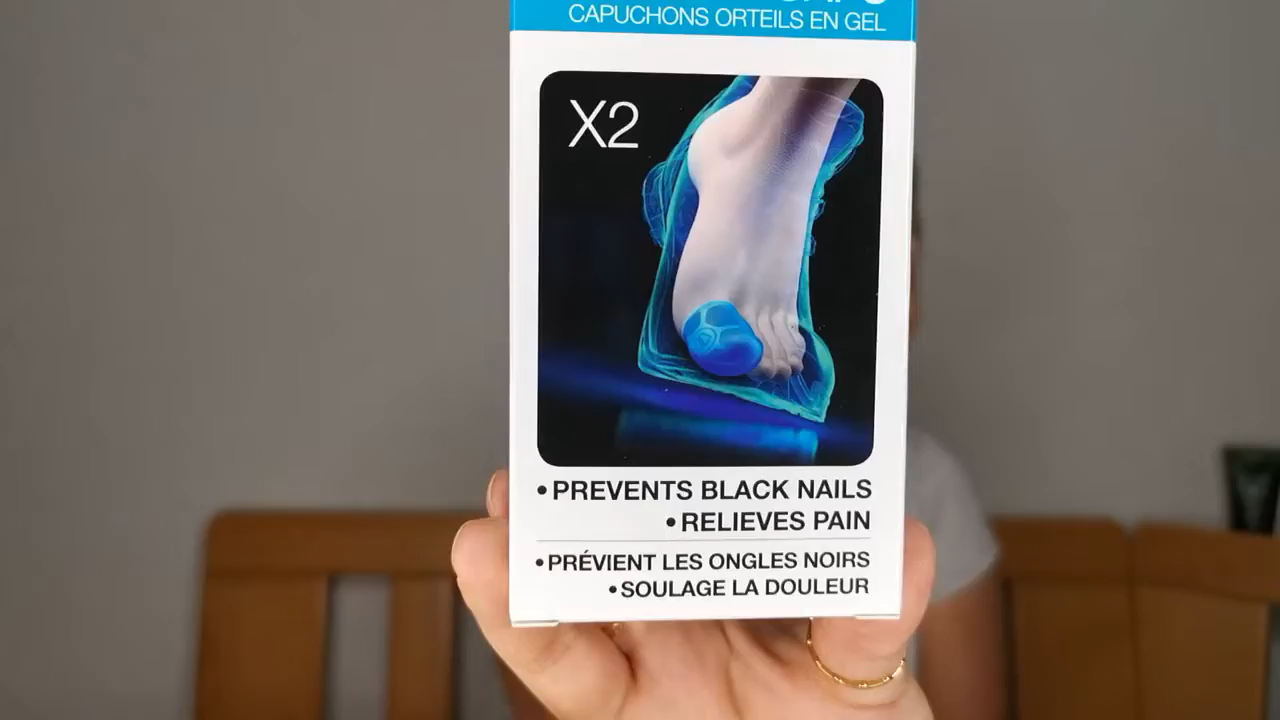 CAPUCHONS ORTEILS EN GEL
X2
•PREVENTS BLACK NAILS
•RELIEVES PAIN
•PRÉVIENT LES ONGLES NOIRS
•SOULAGE LA DOULEUR